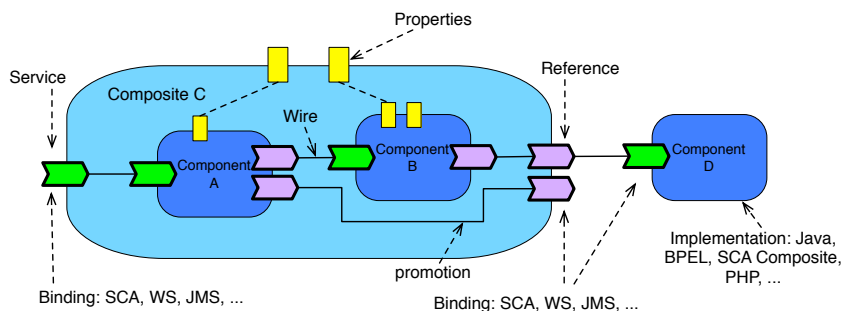 Properties
Service
Reference
Composite C
Wire
Component
A
Component
B
Component
D
promotion
Implementation: Java,
BPEL, SCA Composite,
PHP, ...
Binding: SCA, WS, JMS, ...
Binding: SCA, WS, JMS, ...